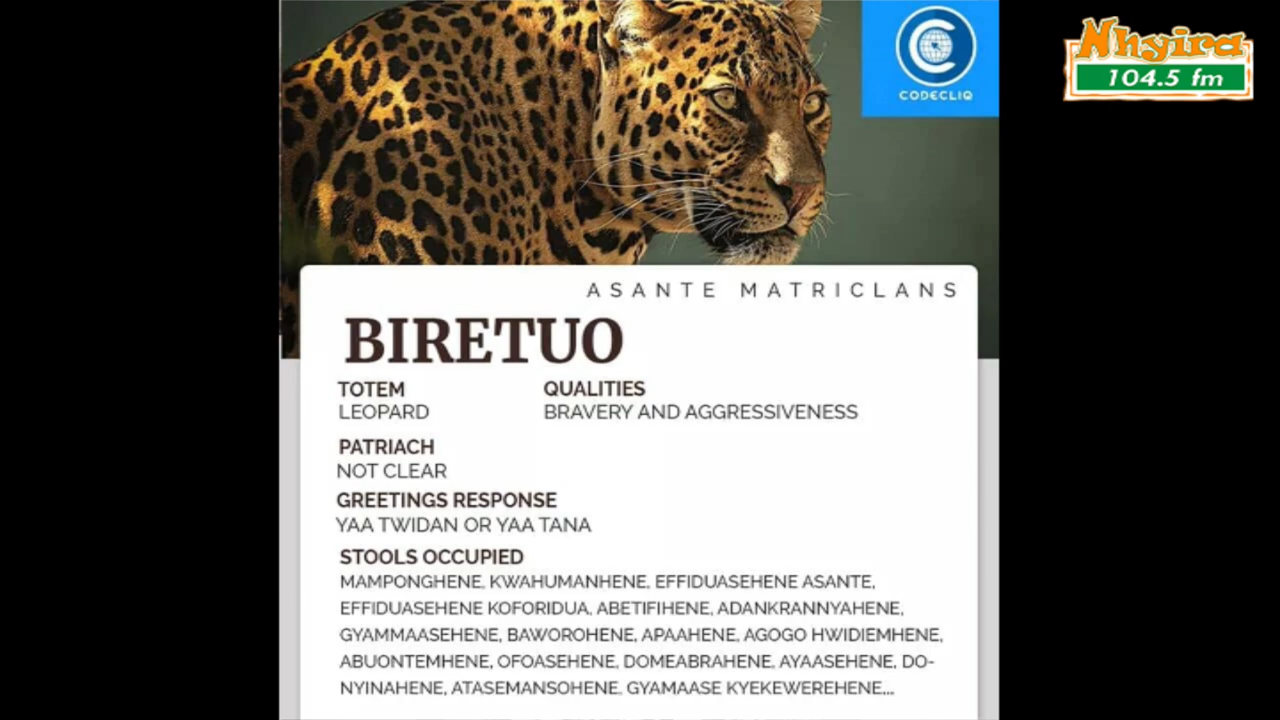 Nhyira
104.5 fm
CODECLIQ
ASANTE MATRICLANS
BIRETUO
TOTEM
LEOPARD
QUALITIES
BRAVERY AND AGGRESSIVENESS
PATRIACH
NOT CLEAR
GREETINGS RESPONSE
YAA TWIDAN OR YAA TANA
STOOLS OCCUPIED
MAMPONGHENE, KWAHUMANHENE, EFFIDUASEHENE ASANTE,
EFFIDUASEHENE KOFORIDUA, ABETIFIHENE, ADANKRANNYAHENE,
GYAMMAASEHENE, BAWOROHENE, APAAHENE, AGOGO HWIDIEMHENE,
ABUONTEMHENE, OFOASEHENE, DOMEABRAHENE, AYAASEHENE, DO-
NYINAHENE, ATASEMANSOHENE, GYAMAASE KYEKEWEREHENE...